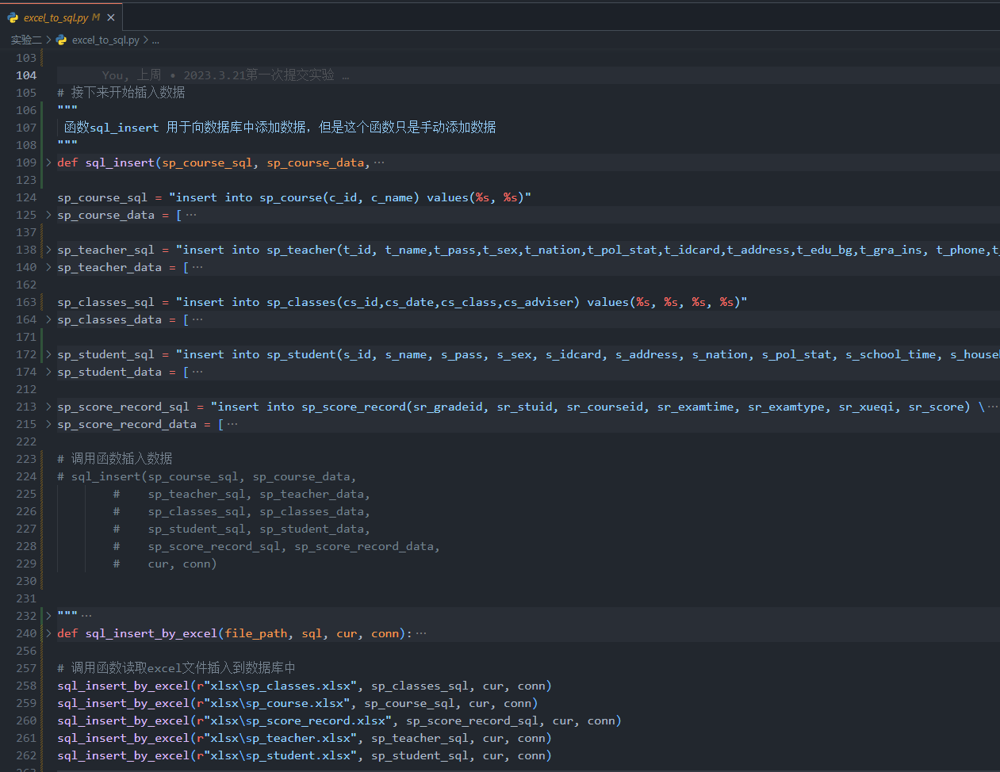 excel_to_sql.py M ×
实验二 > excel_to_sql.py > ...
103
104 You, 上周 • 2023.3.21第一次提交实验 …
105 # 接下来开始插入数据
106 """
107 函数sql_insert 用于向数据库中添加数据，但是这个函数只是手动添加数据
108 """
109 > def sql_insert(sp_course_sql, sp_course_data,···
123
124 sp_course_sql = "insert into sp_course(c_id, c_name) values(%s, %s)"
125 > sp_course_data = [···
137
138 > sp_teacher_sql = "insert into sp_teacher(t_id, t_name,t_pass,t_sex,t_nation,t_pol_stat,t_idcard,t_address,t_edu_bg,t_gra_ins, t_phone,t_
140 > sp_teacher_data = [···
162
163 sp_classes_sql = "insert into sp_classes(cs_id,cs_date,cs_class,cs_adviser) values(%s, %s, %s, %s)"
164 > sp_classes_data = [···
171
172 > sp_student_sql = "insert into sp_student(s_id, s_name, s_pass, s_sex, s_idcard, s_address, s_nation, s_pol_stat, s_school_time, s_househ
174 > sp_student_data = [···
212
213 > sp_score_record_sql = "insert into sp_score_record(sr_gradeid, sr_stuid, sr_courseid, sr_examtime, sr_examtype, sr_xueqi, sr_score) \···
215 > sp_score_record_data = [···
222
223 # 调用函数插入数据
224 # sql_insert(sp_course_sql, sp_course_data,
225 # sp_teacher_sql, sp_teacher_data,
226 # sp_classes_sql, sp_classes_data,
227 # sp_student_sql, sp_student_data,
228 # sp_score_record_sql, sp_score_record_data,
229 # cur, conn)
230
231
232 > """···
240 > def sql_insert_by_excel(file_path, sql, cur, conn):···
256
257 # 调用函数读取excel文件插入到数据库中
258 sql_insert_by_excel(r"xlsx\sp_classes.xlsx", sp_classes_sql, cur, conn)
259 sql_insert_by_excel(r"xlsx\sp_course.xlsx", sp_course_sql, cur, conn)
260 sql_insert_by_excel(r"xlsx\sp_score_record.xlsx", sp_score_record_sql, cur, conn)
261 sql_insert_by_excel(r"xlsx\sp_teacher.xlsx", sp_teacher_sql, cur, conn)
262 sql_insert_by_excel(r"xlsx\sp_student.xlsx", sp_student_sql, cur, conn)